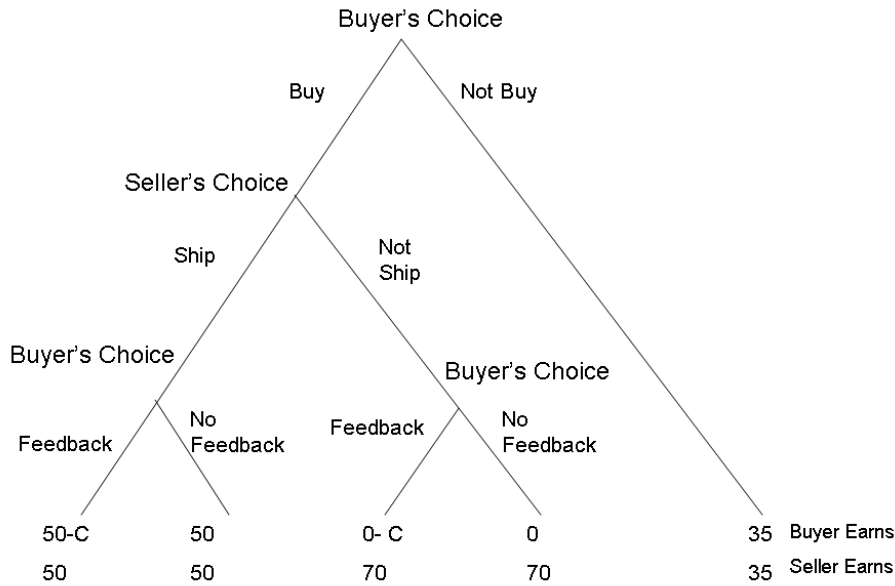 Buyer's Choice
Buy
Not Buy
Seller's Choice
Ship
Not
Ship
Buyer's Choice
Buyer's Choice
Feedback
No
Feedback
Feedback
No
Feedback
50-C 50 0- C 0 35 Buyer Earns
50 50 70 70 35 Seller Earns